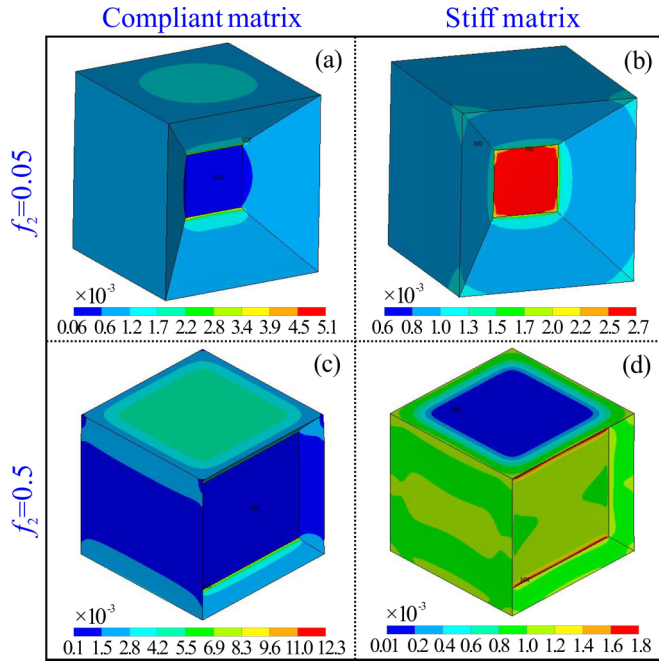 Compliant matrix
Stiff matrix
(a)
(b)
f₂=0.05
×10⁻³
0.06 0.6 1.2 1.7 2.2 2.8 3.4 3.9 4.5 5.1
×10⁻³
0.6 0.8 1.0 1.3 1.5 1.7 2.0 2.2 2.5 2.7
(c)
(d)
f₂=0.5
×10⁻³
0.1 1.5 2.8 4.2 5.5 6.9 8.3 9.6 11.0 12.3
×10⁻³
0.01 0.2 0.4 0.6 0.8 1.0 1.2 1.4 1.6 1.8